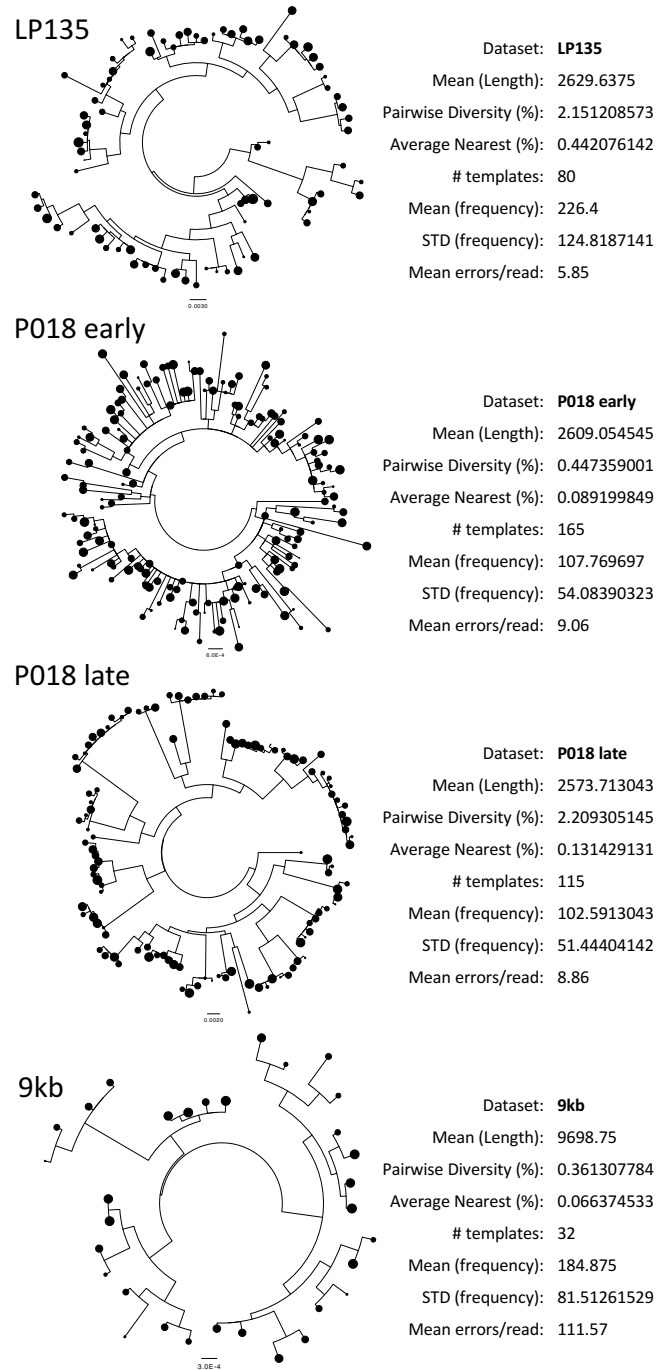 LP135
Dataset: LP135
Mean (Length): 2629.6375
Pairwise Diversity (%): 2.151208573
Average Nearest (%): 0.442076142
# templates: 80
Mean (frequency): 226.4
STD (frequency): 124.8187141
Mean errors/read: 5.85
0.0030
P018 early
Dataset: P018 early
Mean (Length): 2609.054545
Pairwise Diversity (%): 0.447359001
Average Nearest (%): 0.089199849
# templates: 165
Mean (frequency): 107.769697
STD (frequency): 54.08390323
Mean errors/read: 9.06
6.0E-4
P018 late
Dataset: P018 late
Mean (Length): 2573.713043
Pairwise Diversity (%): 2.209305145
Average Nearest (%): 0.131429131
# templates: 115
Mean (frequency): 102.5913043
STD (frequency): 51.44404142
Mean errors/read: 8.86
0.0020
9kb
Dataset: 9kb
Mean (Length): 9698.75
Pairwise Diversity (%): 0.361307784
Average Nearest (%): 0.066374533
# templates: 32
Mean (frequency): 184.875
STD (frequency): 81.51261529
Mean errors/read: 111.57
3.0E-4